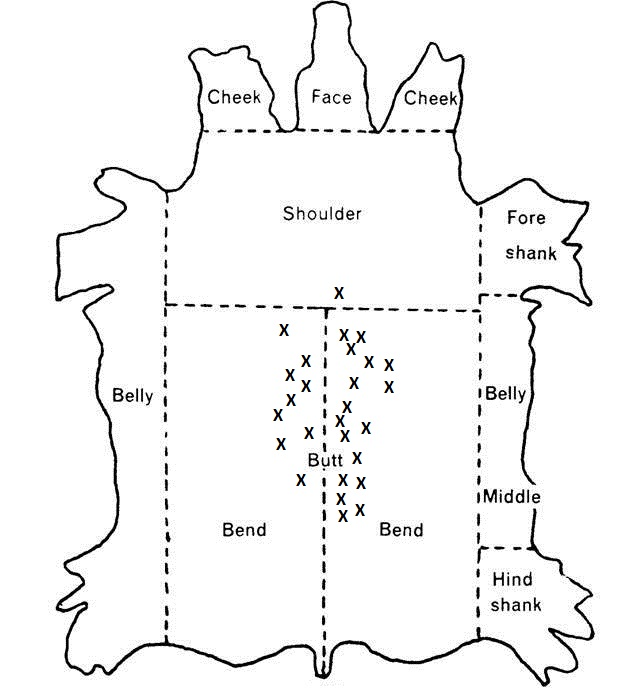 Cheek Face Cheek
Shoulder
Fore
shank
X
X X X
X
X X X
X
X X X X
X
X
X X
X X
X X
X
Belly Belly
Butt X
X X X
X
Middle
X
X
Bend Bend
Hind
shank